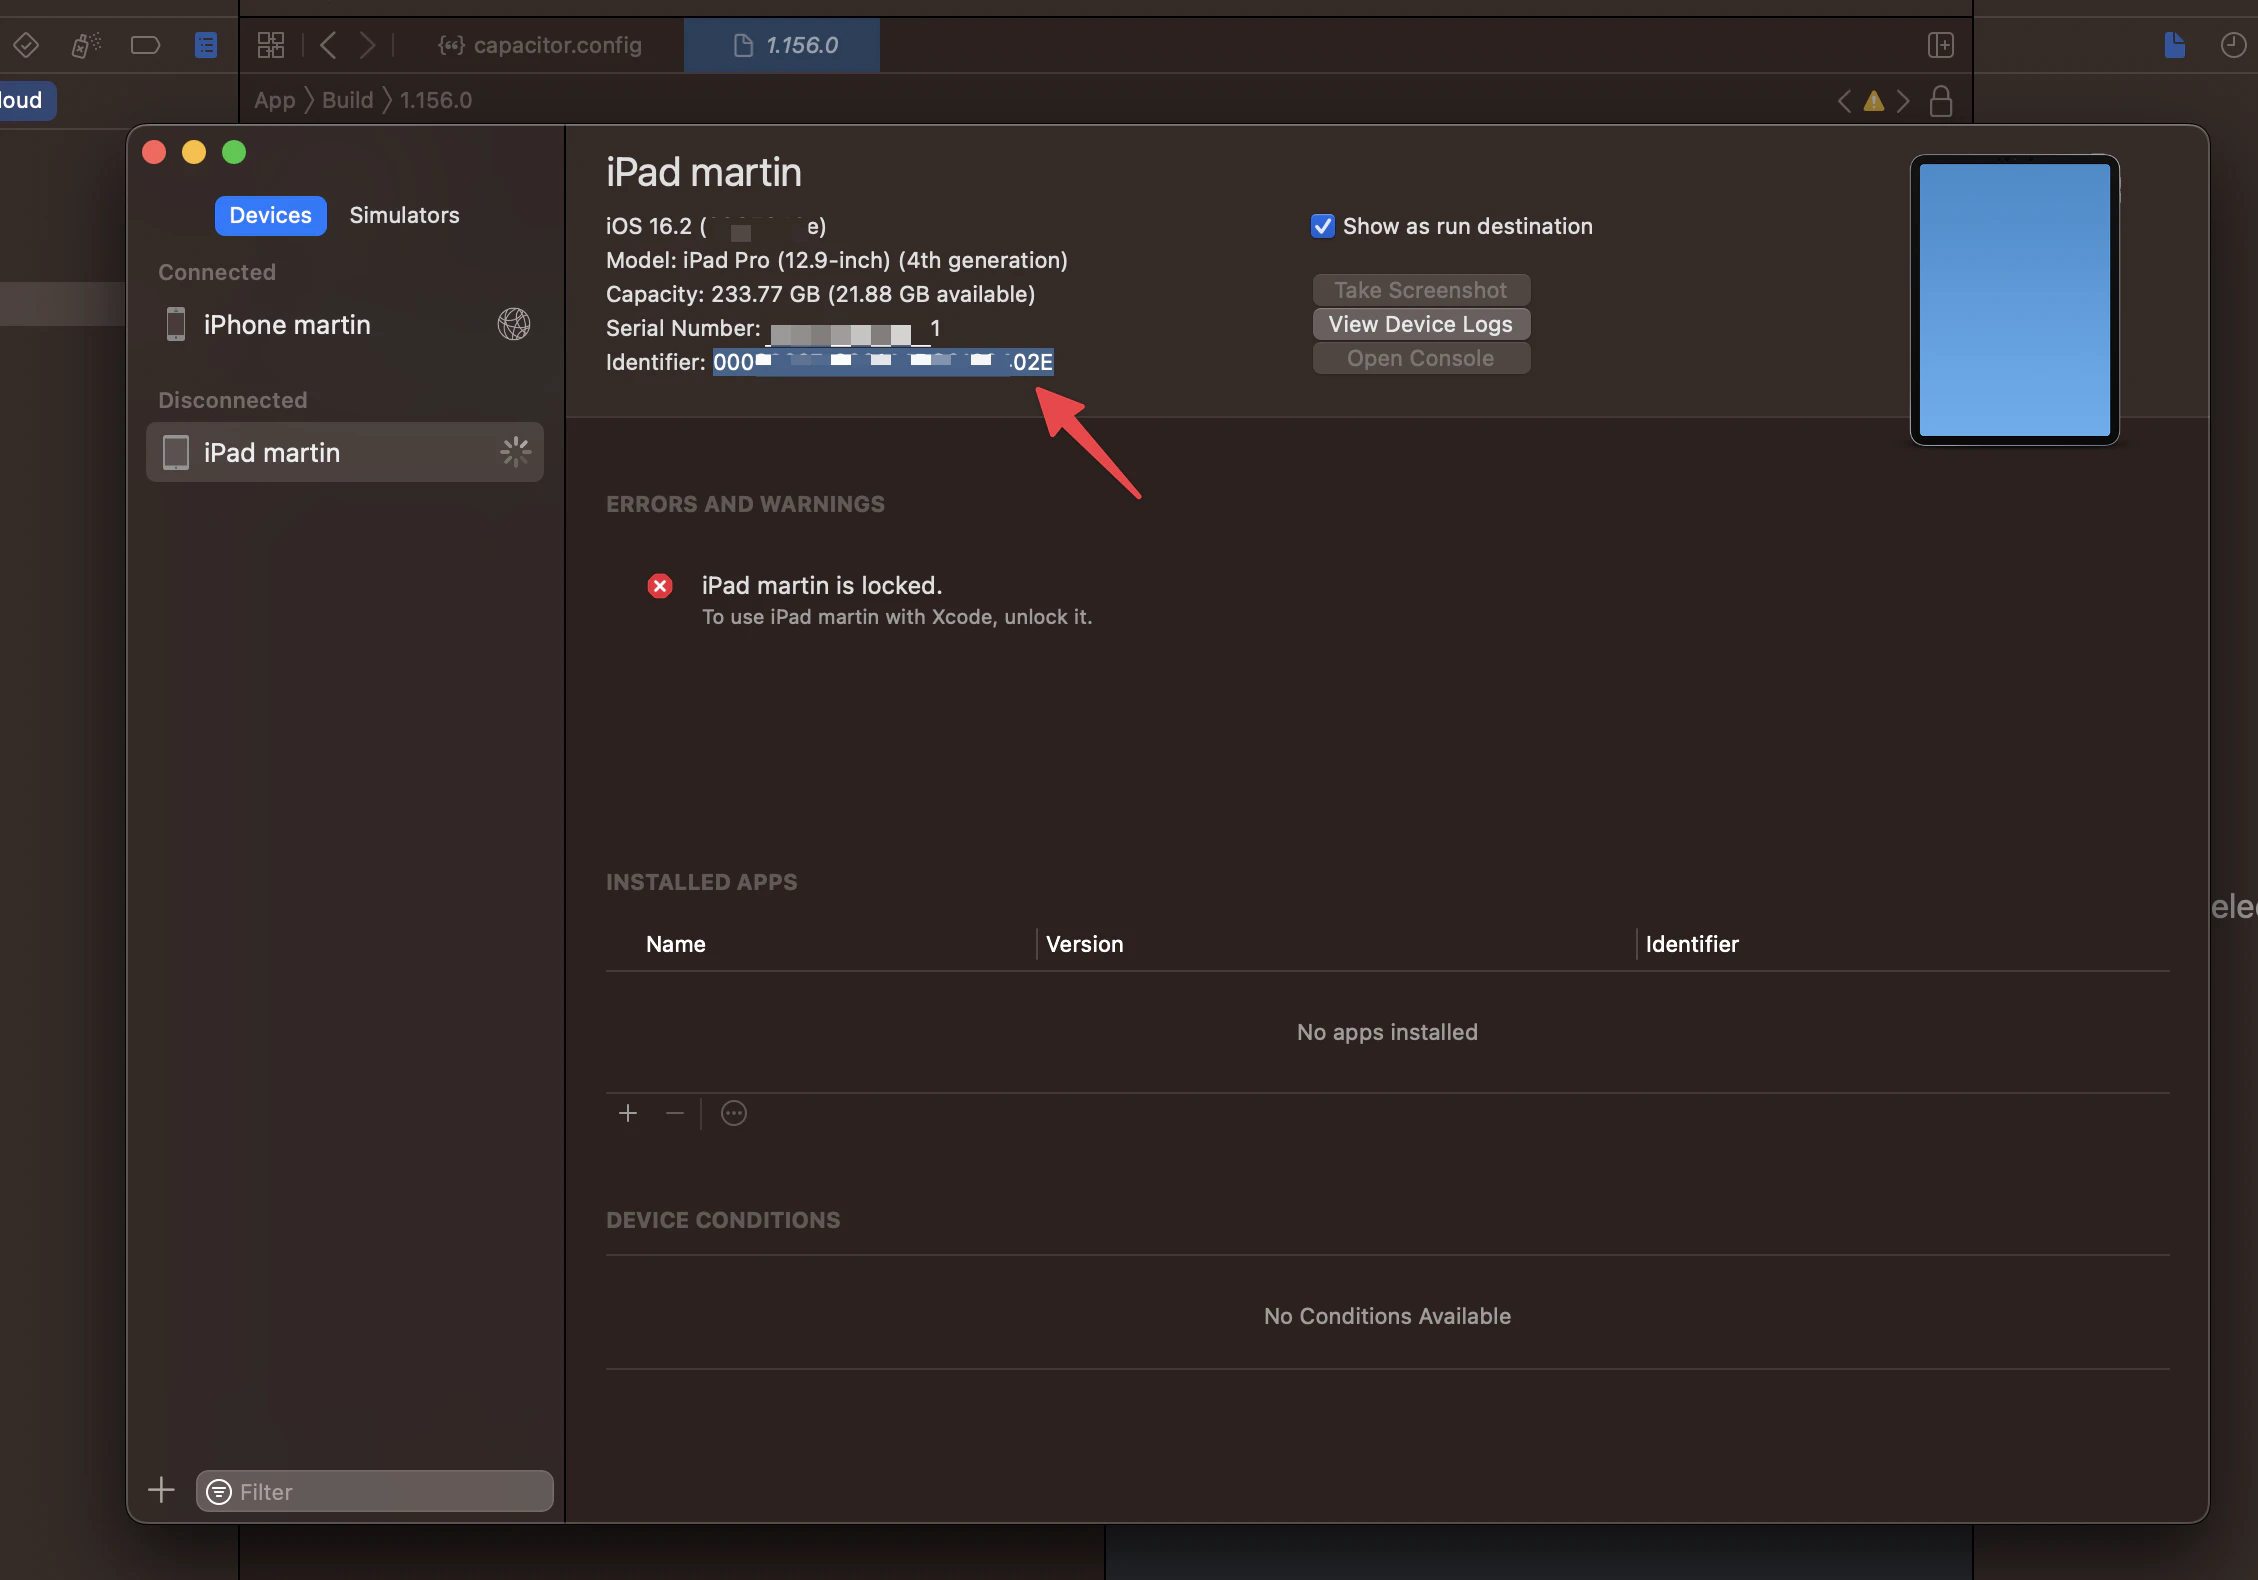 capacitor.config
1.156.0
loud
App 〉 Build 〉 1.156.0
Devices
Simulators
Connected
iPhone martin
Disconnected
iPad martin
Filter
iPad martin
iOS 16.2 ( e)
Model: iPad Pro (12.9-inch) (4th generation)
Capacity: 233.77 GB (21.88 GB available)
Serial Number: 1
Identifier: 000 02E
Show as run destination
Take Screenshot
View Device Logs
Open Console
ERRORS AND WARNINGS
iPad martin is locked.
To use iPad martin with Xcode, unlock it.
INSTALLED APPS
Name
Version
Identifier
No apps installed
DEVICE CONDITIONS
No Conditions Available